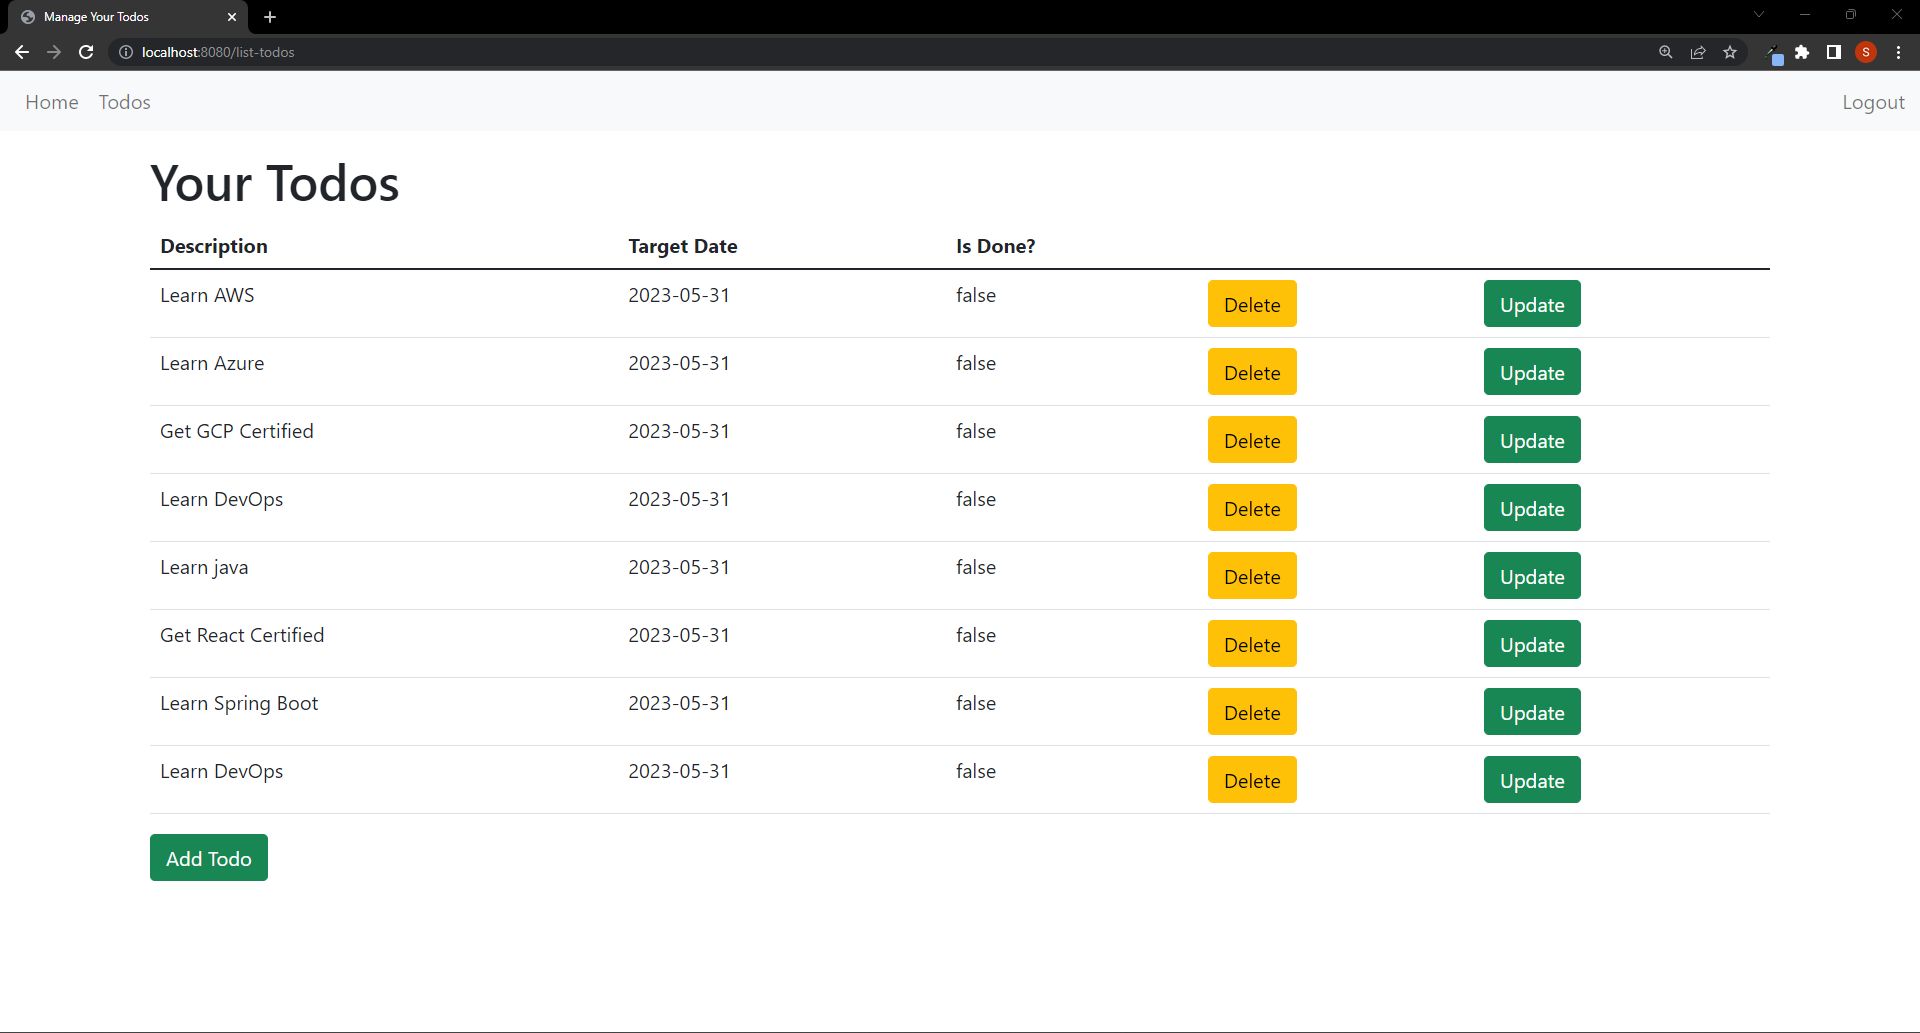 Manage Your Todos
localhost:8080/list-todos
S
Home Todos Logout
Your Todos
Description Target Date Is Done?
Learn AWS 2023-05-31 false Delete Update
Learn Azure 2023-05-31 false Delete Update
Get GCP Certified 2023-05-31 false Delete Update
Learn DevOps 2023-05-31 false Delete Update
Learn java 2023-05-31 false Delete Update
Get React Certified 2023-05-31 false Delete Update
Learn Spring Boot 2023-05-31 false Delete Update
Learn DevOps 2023-05-31 false Delete Update
Add Todo